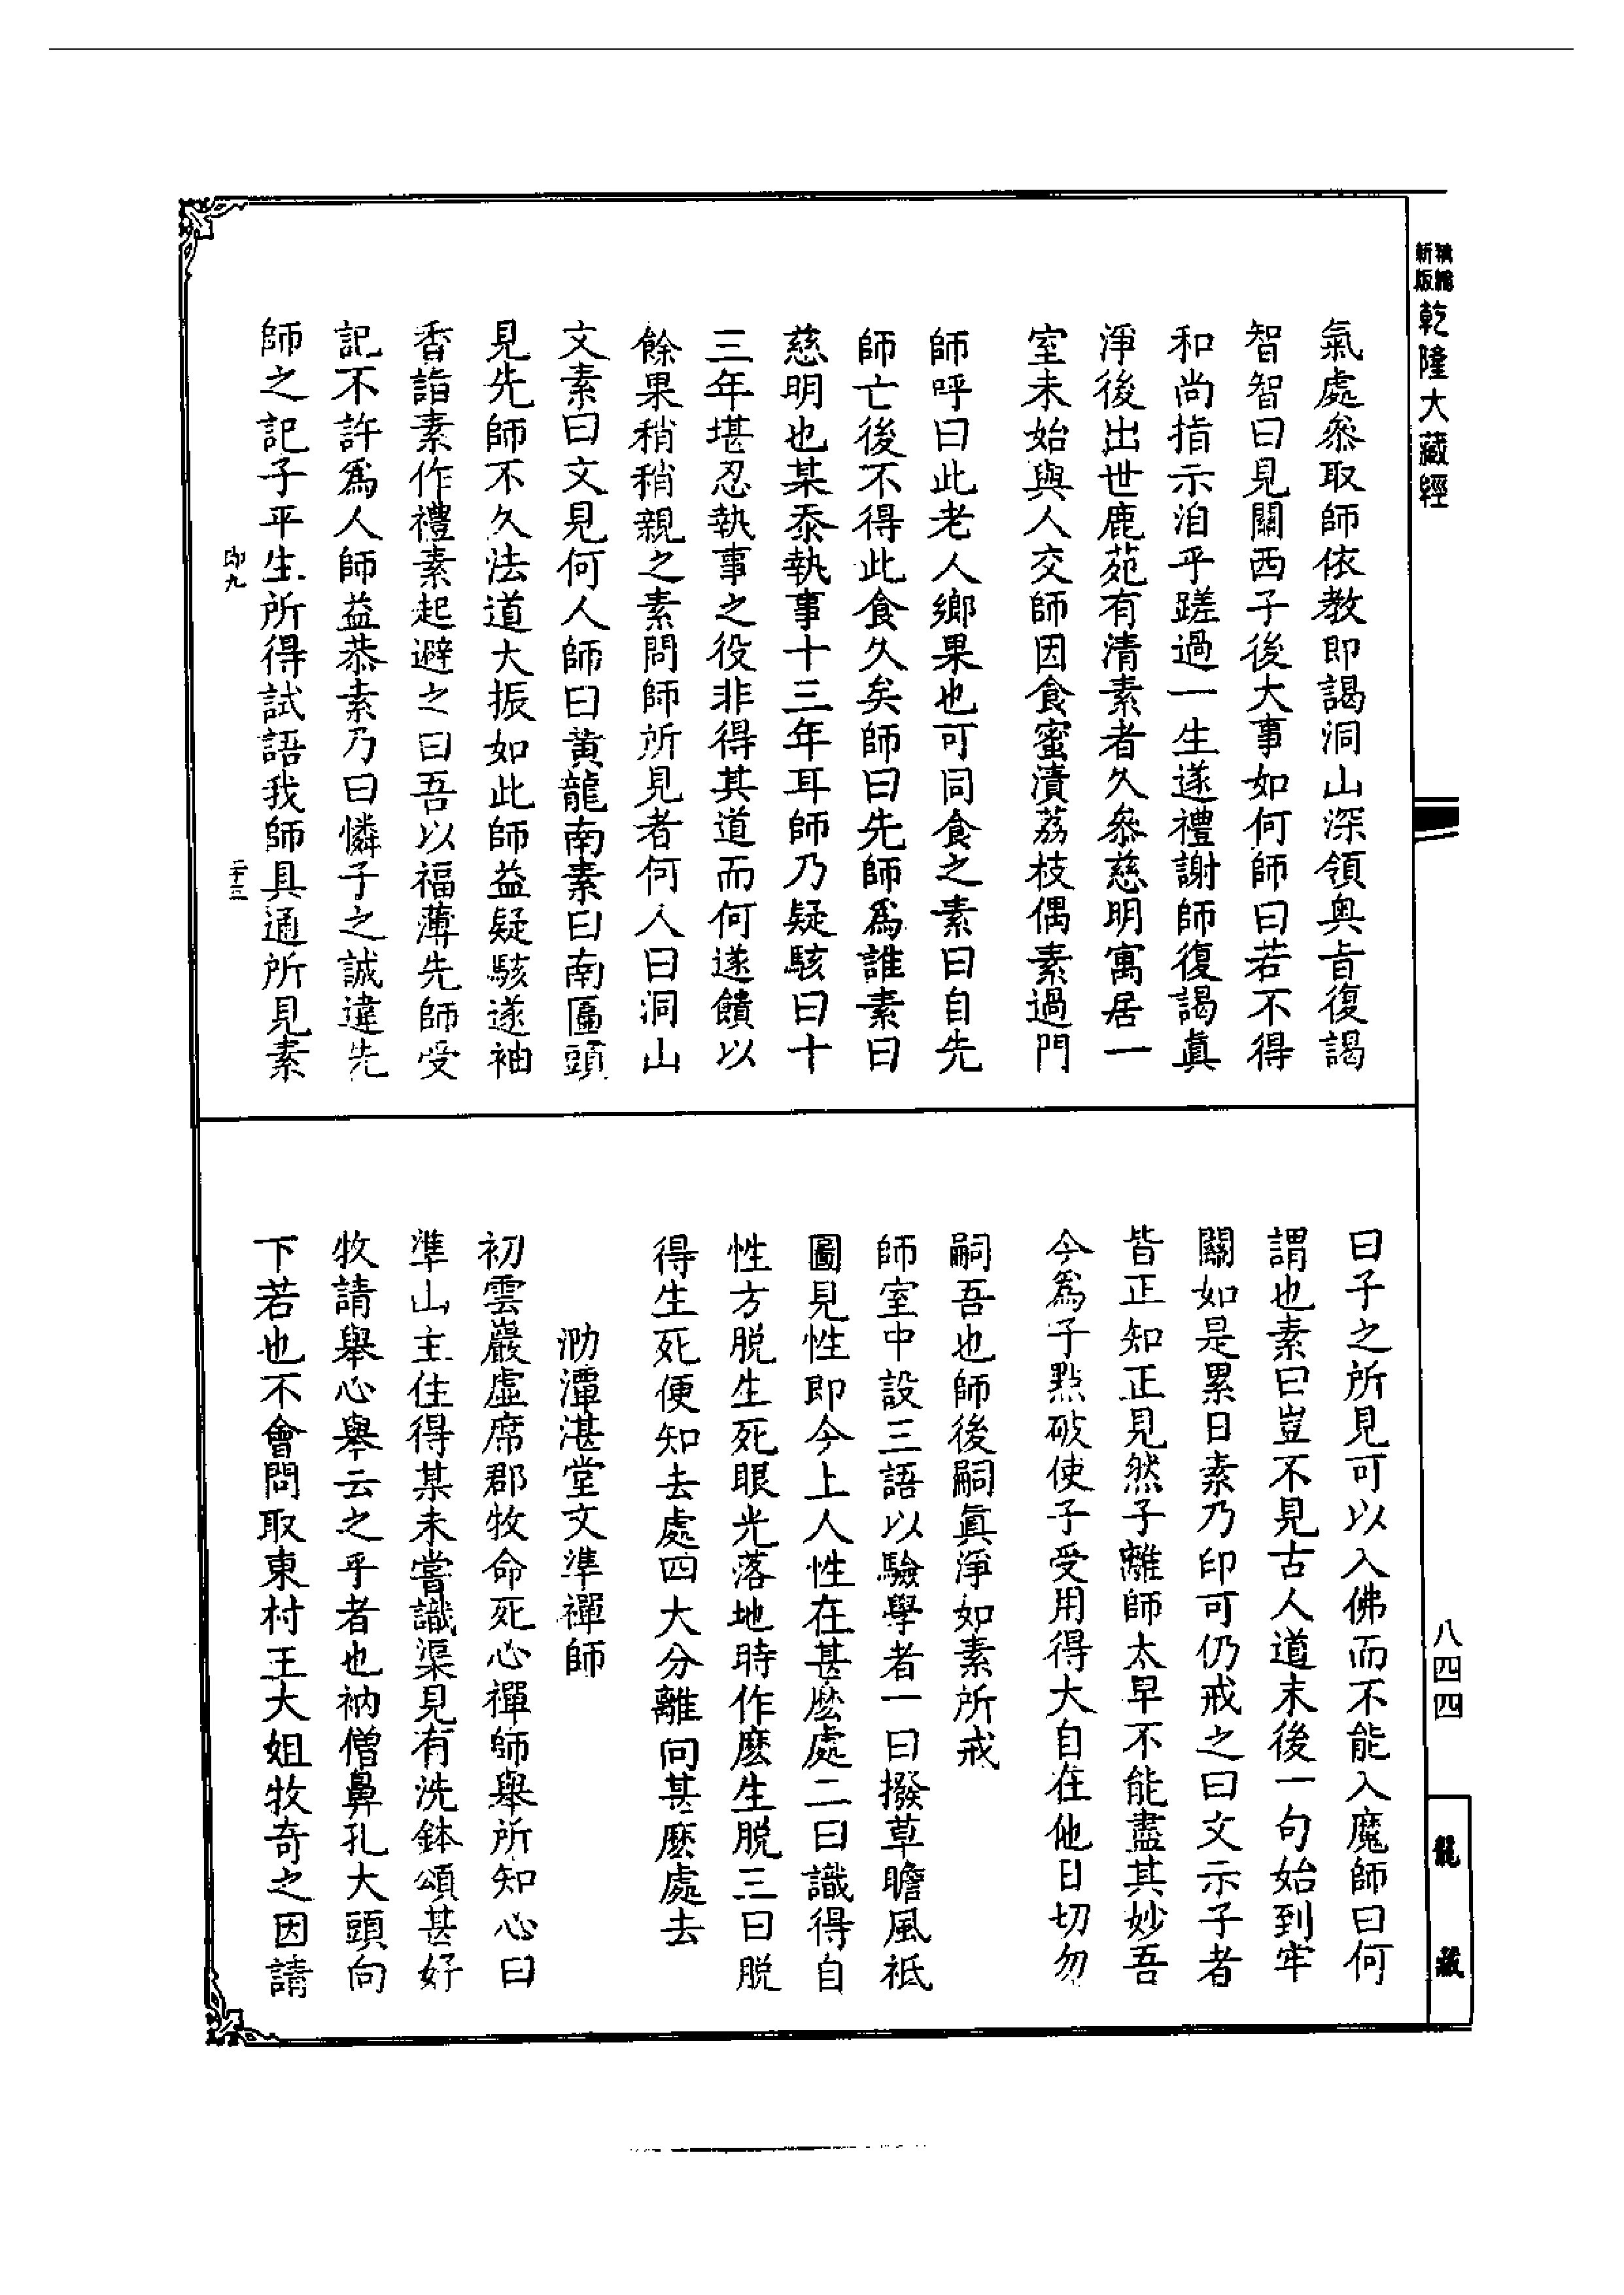 精編新版
乾隆大藏經
氣處叅取師依教即謁洞山深領奥旨復謁
智智曰見關西子後大事如何師曰若不得
和尚指示洎乎蹉過一生遂禮謝師復謁眞
淨後出世鹿苑有清素者久叅慈明寓居一
室未始與人交師因食蜜漬荔枝偶素過門
師呼曰此老人鄉果也可同食之素曰自先
師亡後不得此食久矣師曰先師爲誰素曰
慈明也某忝執事十三年耳師乃疑駭曰十
三年堪忍執事之役非得其道而何遂饋以
餘果稍稍親之素問師所見者何人曰洞山
文素曰文見何人師曰黄龍南素曰南匾頭
見先師不久法道大振如此師益疑駭遂袖
香詣素作禮素起避之曰吾以福薄先師受
記不許爲人師益恭素乃曰憐子之誠違先
師之記子平生所得試語我師具通所見素
曰子之所見可以入佛而不能入魔師曰何
謂也素曰豈不見古人道末後一句始到牢
關如是累日素乃印可仍戒之曰文示子者
皆正知正見然子離師太早不能盡其妙吾
今爲子㸃破使子受用得大自在他日切勿
嗣吾也師後嗣眞淨如素所戒
師室中設三語以驗學者一曰撥草瞻風祇
圖見性即今上人性在甚麽處二曰識得自
性方脱生死眼光落地時作麽生脱三曰脱
得生死便知去處四大分離向甚麽處去
泐潭湛堂文準禪師
初雲巖虛席郡牧命死心禪師舉所知心曰
準山主住得某未嘗識渠見有洗鉢頌甚好
牧請舉心舉云之乎者也衲僧鼻孔大頭向
下若也不會問取東村王大姐牧奇之因請
八四四
龍藏